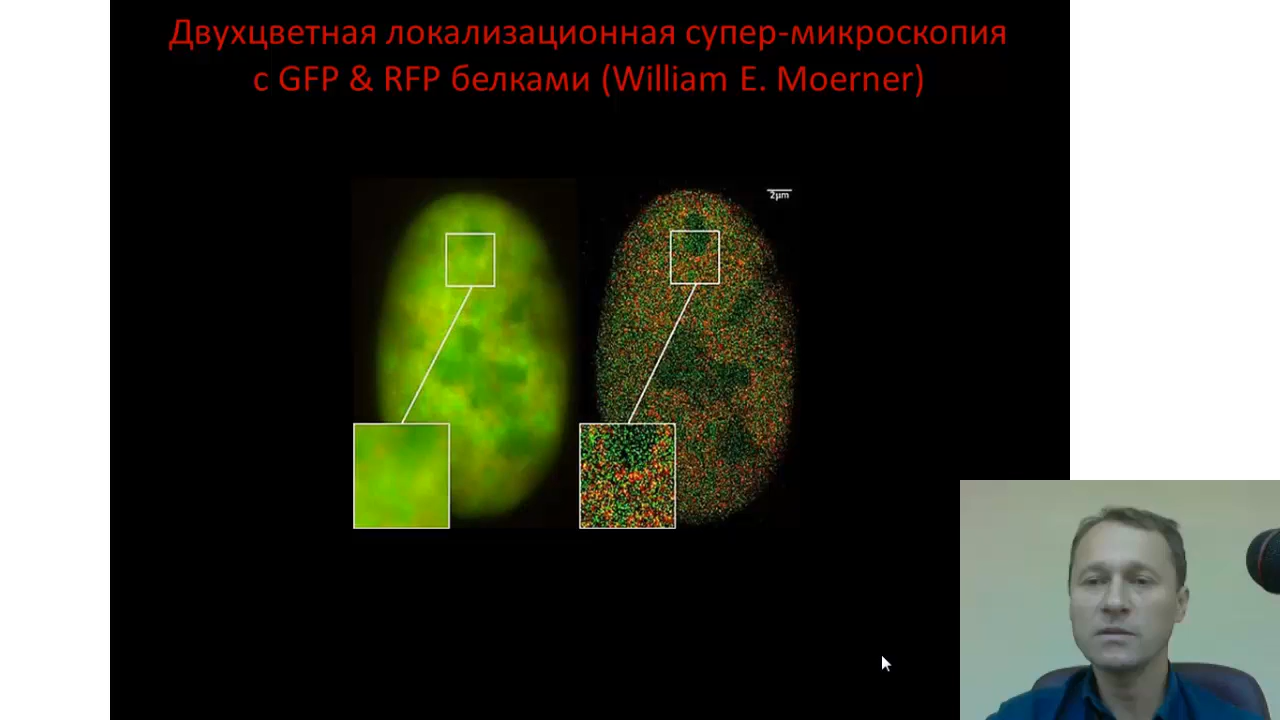 Двухцветная локализационная супер-микроскопия
с GFP & RFP белками (William E. Moerner)
2μm